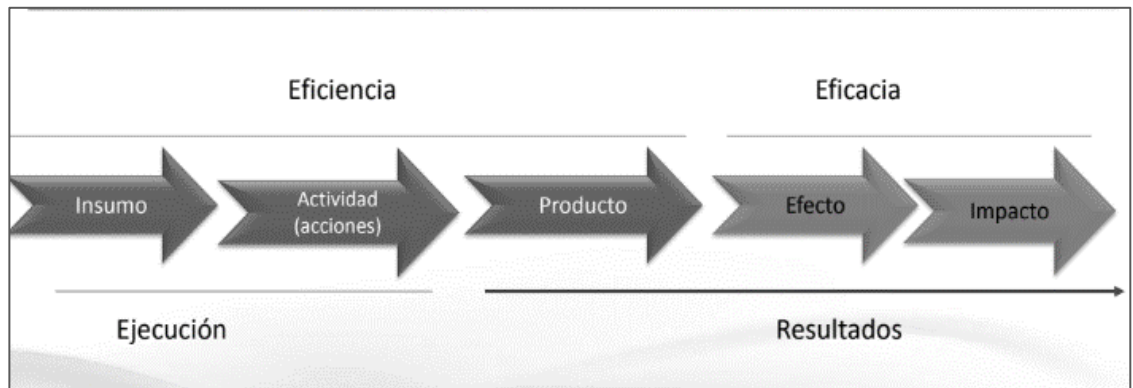 Eficiencia
Eficacia
Insumo
Actividad
(acciones)
Producto
Efecto
Impacto
Ejecución
Resultados